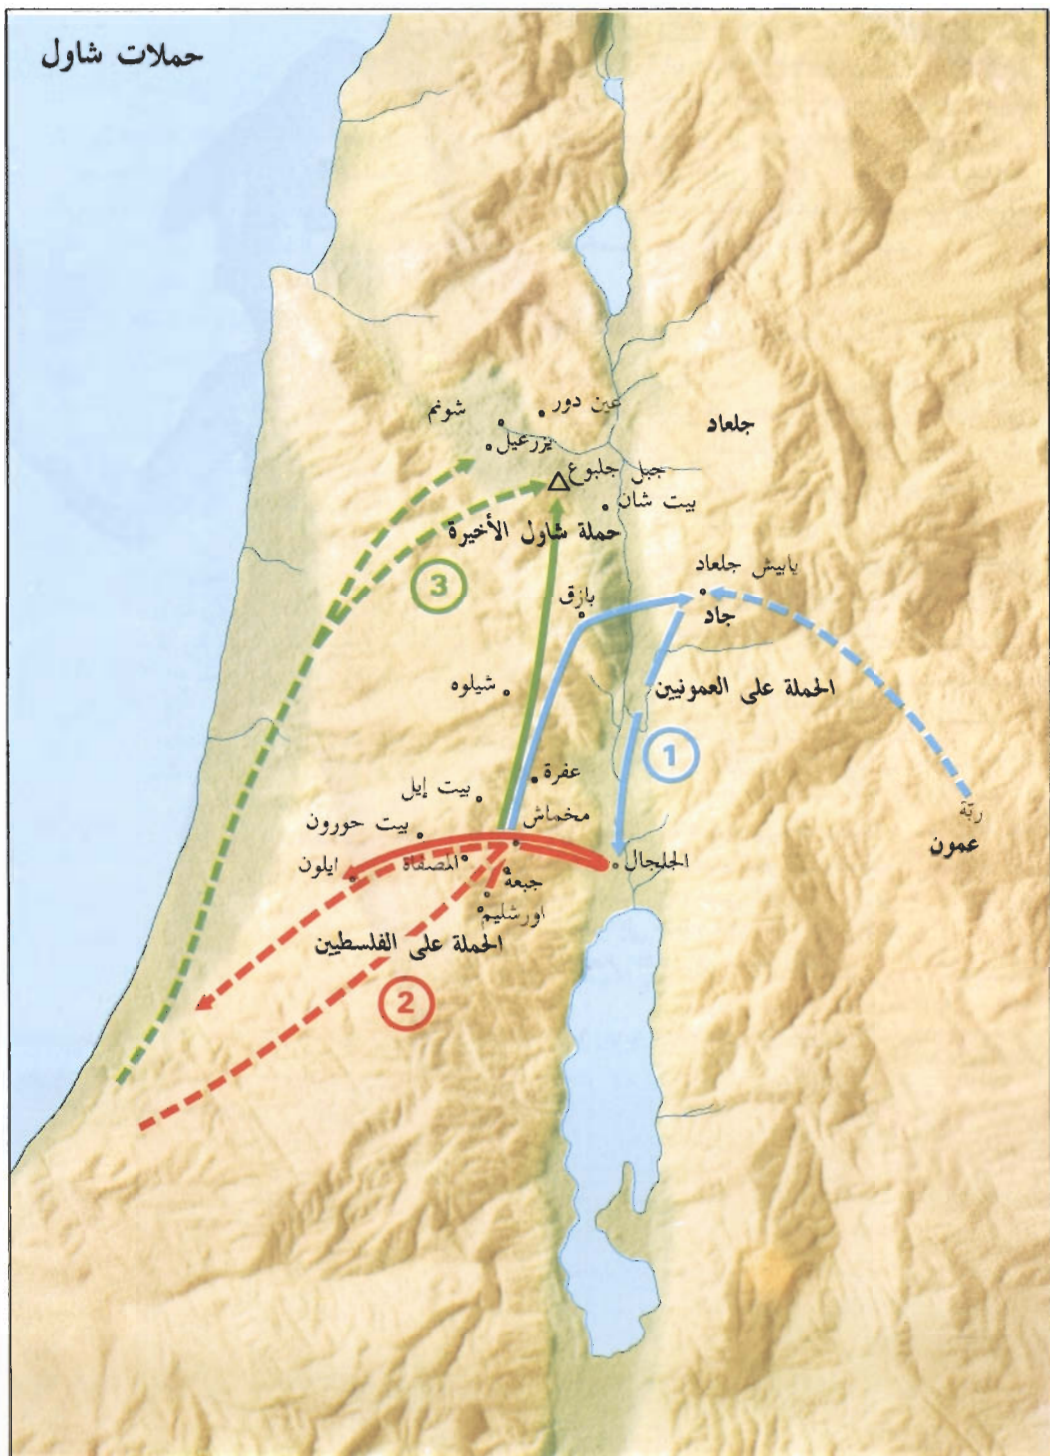 حملات شاول
عين دور
شونم
جلعاد
يزرعيل
جبل جلبوع
بيت شان
حملة شاول الأخيرة
3
يابيش جلعاد
بازق
جاد
شيلوه
الحملة على العمونيين
1
عفرة
بيت إيل
ربّة
مخماش
بيت حورون
عمون
الجلجال
المصفاة
ايلون
جبعة
اورشليم
الحملة على الفلسطيين
2